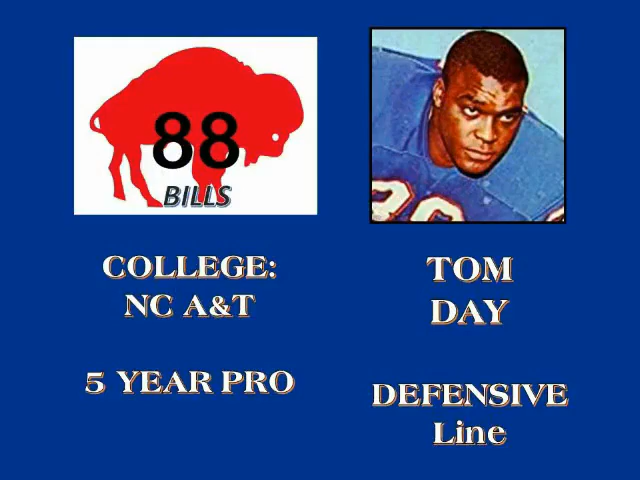 88
BILLS
COLLEGE:
NC A&T
5 YEAR PRO
TOM
DAY
DEFENSIVE
Line